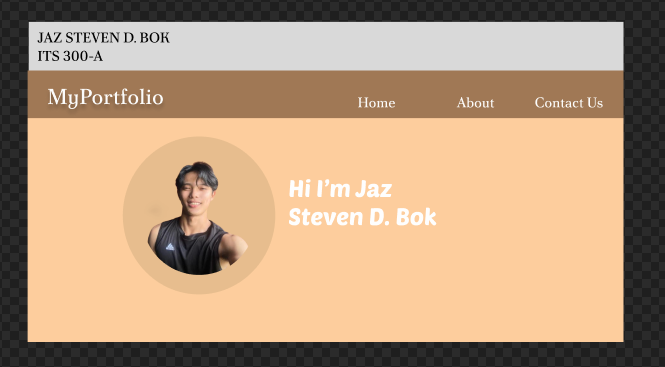 JAZ STEVEN D. BOK
ITS 300-A
MyPortfolio
Home About Contact Us
Hi I'm Jaz
Steven D. Bok